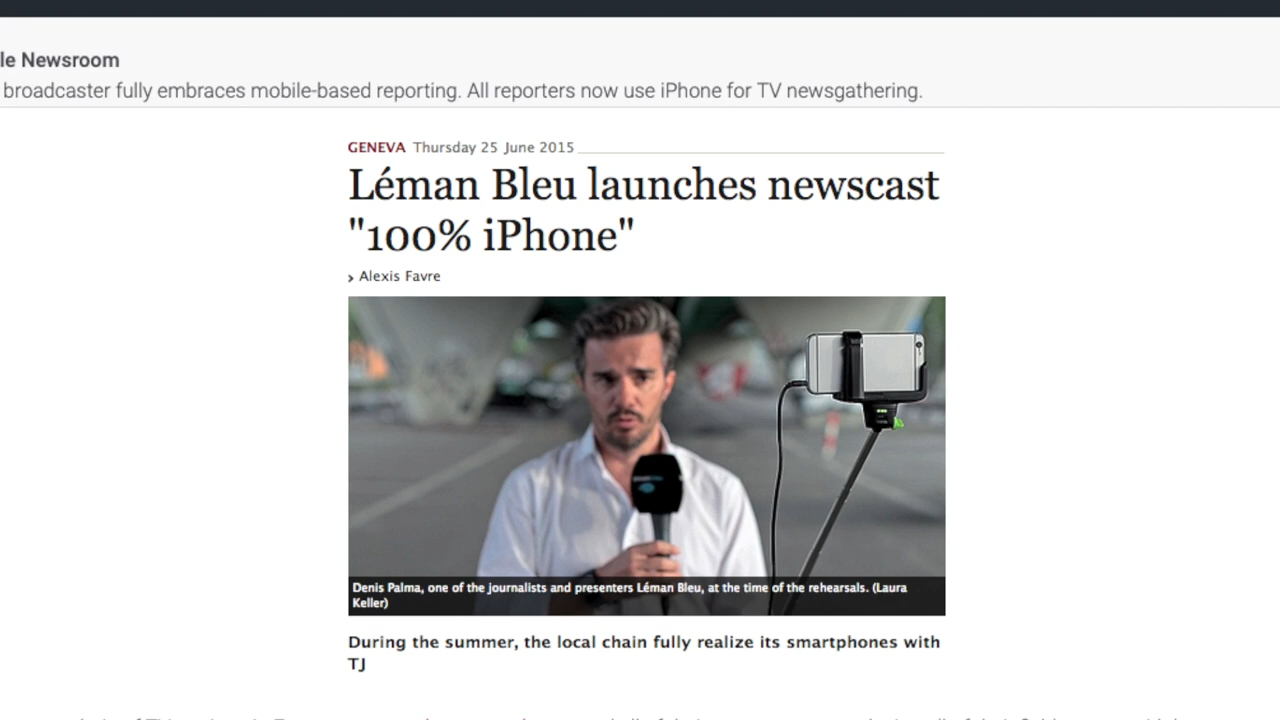 le Newsroom
broadcaster fully embraces mobile-based reporting. All reporters now use iPhone for TV newsgathering.
GENEVA Thursday 25 June 2015
Léman Bleu launches newscast
"100% iPhone"
› Alexis Favre
Denis Palma, one of the journalists and presenters Léman Bleu, at the time of the rehearsals. (Laura
Keller)
During the summer, the local chain fully realize its smartphones with
TJ